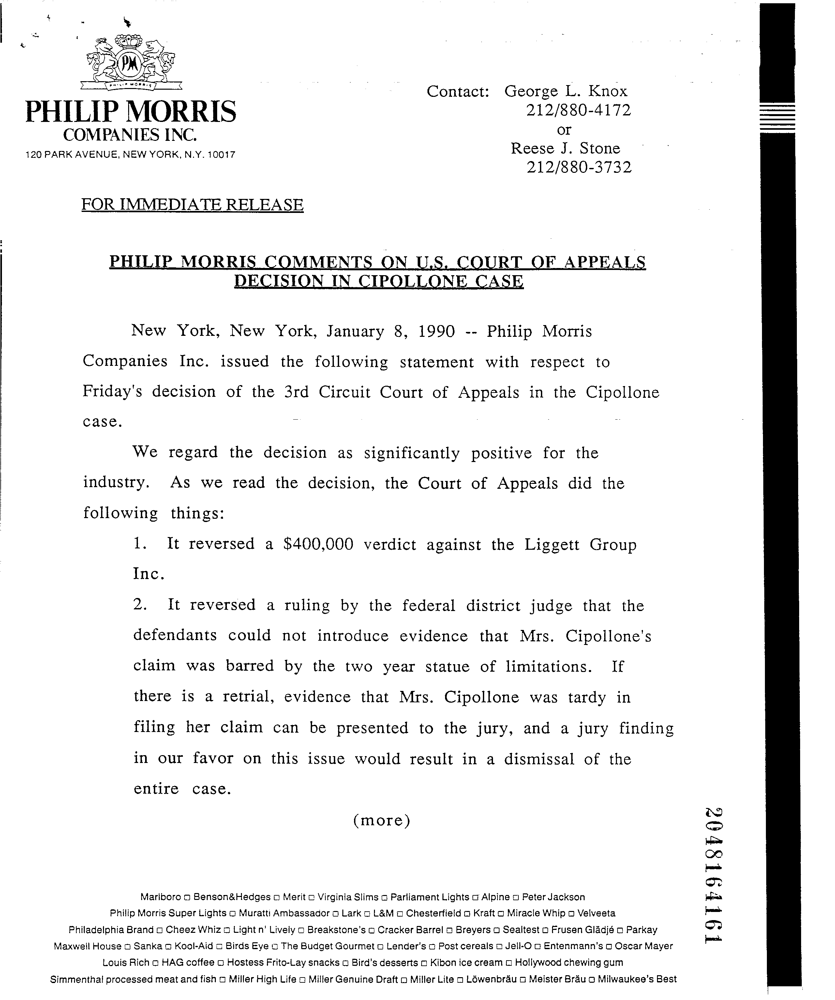 PM
PHILIP MORRIS
PHILIP MORRIS
COMPANIES INC.
120 PARK AVENUE, NEW YORK, N.Y. 10017
Contact: George L. Knox
212/880-4172
or
Reese J. Stone
212/880-3732
FOR IMMEDIATE RELEASE
PHILIP MORRIS COMMENTS ON U.S. COURT OF APPEALS
DECISION IN CIPOLLONE CASE
New York, New York, January 8, 1990 -- Philip Morris
Companies Inc. issued the following statement with respect to
Friday's decision of the 3rd Circuit Court of Appeals in the Cipollone
case.
We regard the decision as significantly positive for the
industry. As we read the decision, the Court of Appeals did the
following things:
1. It reversed a $400,000 verdict against the Liggett Group
Inc.
2. It reversed a ruling by the federal district judge that the
defendants could not introduce evidence that Mrs. Cipollone's
claim was barred by the two year statue of limitations. If
there is a retrial, evidence that Mrs. Cipollone was tardy in
filing her claim can be presented to the jury, and a jury finding
in our favor on this issue would result in a dismissal of the
entire case.
(more)
2048164161
Marlboro □ Benson&Hedges □ Merit □ Virginia Slims □ Parliament Lights □ Alpine □ Peter Jackson
Philip Morris Super Lights □ Muratti Ambassador □ Lark □ L&M □ Chesterfield □ Kraft □ Miracle Whip □ Velveeta
Philadelphia Brand □ Cheez Whiz □ Light n' Lively □ Breakstone's □ Cracker Barrel □ Breyers □ Sealtest □ Frusen Glädjé □ Parkay
Maxwell House □ Sanka □ Kool-Aid □ Birds Eye □ The Budget Gourmet □ Lender's □ Post cereals □ Jell-O □ Entenmann's □ Oscar Mayer
Louis Rich □ HAG coffee □ Hostess Frito-Lay snacks □ Bird's desserts □ Kibon ice cream □ Hollywood chewing gum
Simmenthal processed meat and fish □ Miller High Life □ Miller Genuine Draft □ Miller Lite □ Löwenbräu □ Meister Bräu □ Milwaukee's Best